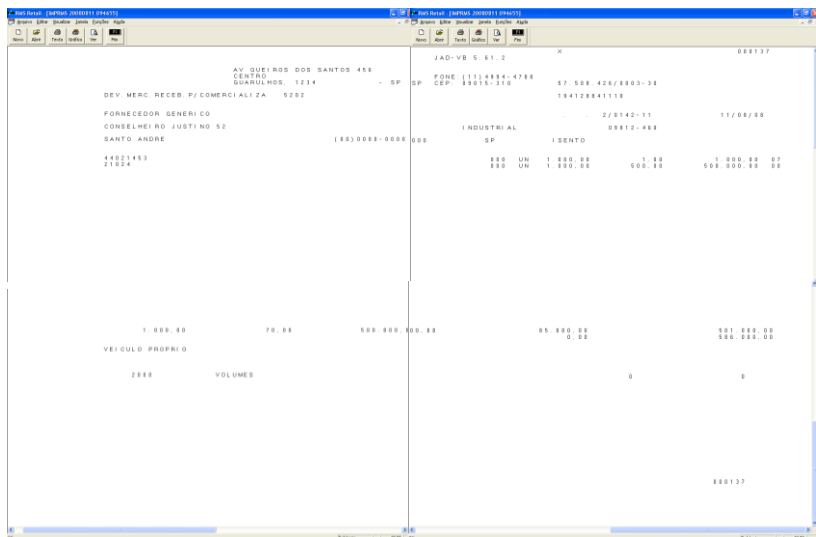 RMS Retail - [IMPRMS 20080811 094655]
Arquivo Editar Visualizar Janela Funções Ajuda
Novo Abrir Texto Gráfico Ver Fim
AV QUEIROS DOS SANTOS 456
CENTRO
GUARULHOS, 1234 - SP
DEV. MERC. RECEB. P/COMERCIALIZA 5202
FORNECEDOR GENERICO
CONSELHEIRO JUSTINO 52
SANTO ANDRE (00)0000-0000
44021453
21024
RMS Retail - [IMPRMS 20080811 094655]
Arquivo Editar Visualizar Janela Funções Ajuda
Novo Abrir Texto Gráfico Ver Fim
X 000137
JAD-VB 5.61.2
FONE:(11)4994-4700
SP CEP: 09015-310 57.508.426/0003-38
104120041110
. . 2/0142-11 11/08/08
INDUSTRIAL 09812-460
000 SP ISENTO
000 UN 1.000,00 1,00 1.000,00 07
000 UN 1.000,00 500,00 500.000,00 08
1.000,00 70,00 500.000,00
VEICULO PROPRIO
2000 VOLUMES
85.000,00 501.000,00
0,00 506.000,00
0 0
000137